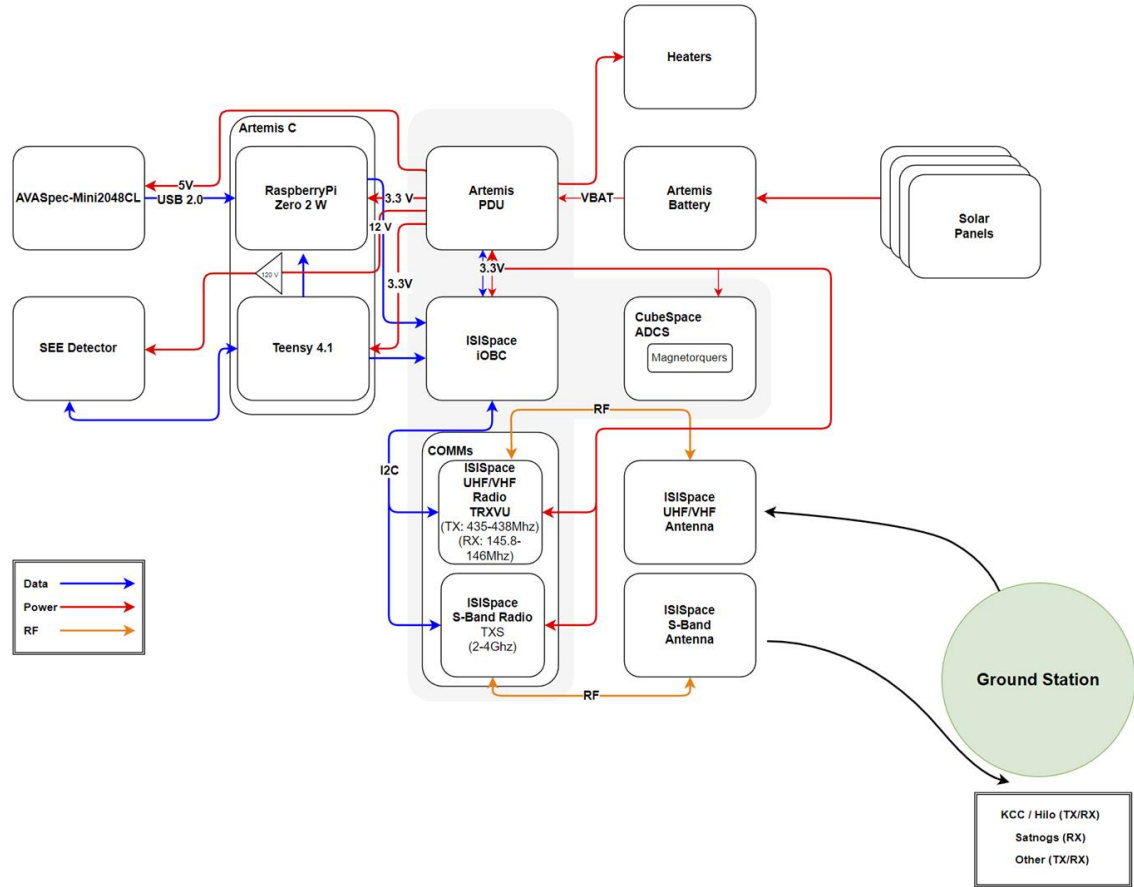 Heaters
Artemis C
AVASpec-Mini2048CL
5V
USB 2.0
RaspberryPi
Zero 2 W
3.3 V
12 V
Artemis
PDU
VBAT
Artemis
Battery
Solar
Panels
120 V
3.3V
3.3V
SEE Detector
Teensy 4.1
ISISpace
iOBC
CubeSpace
ADCS
Magnetorquers
RF
I2C
COMMs
ISISpace
UHF/VHF
Radio
TRXVU
(TX: 435-438Mhz)
(RX: 145.8-
146Mhz)
ISISpace
UHF/VHF
Antenna
Data
Power
RF
ISISpace
S-Band Radio
TXS
(2-4Ghz)
ISISpace
S-Band
Antenna
RF
Ground Station
KCC / Hilo (TX/RX)
Satnogs (RX)
Other (TX/RX)